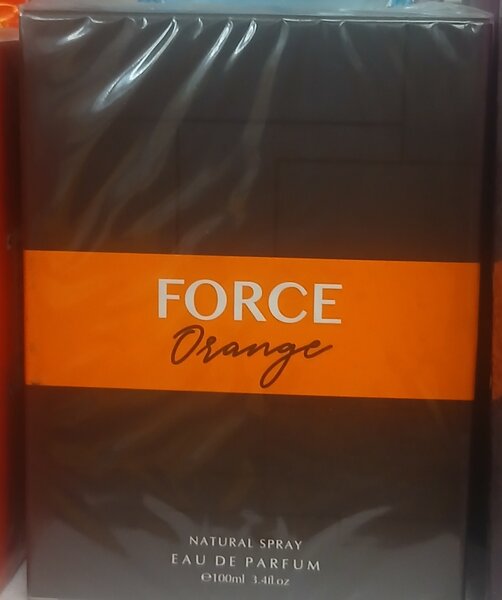 FORCE
Orange
NATURAL SPRAY
EAU DE PARFUM
℮100ml 3.4fl.oz